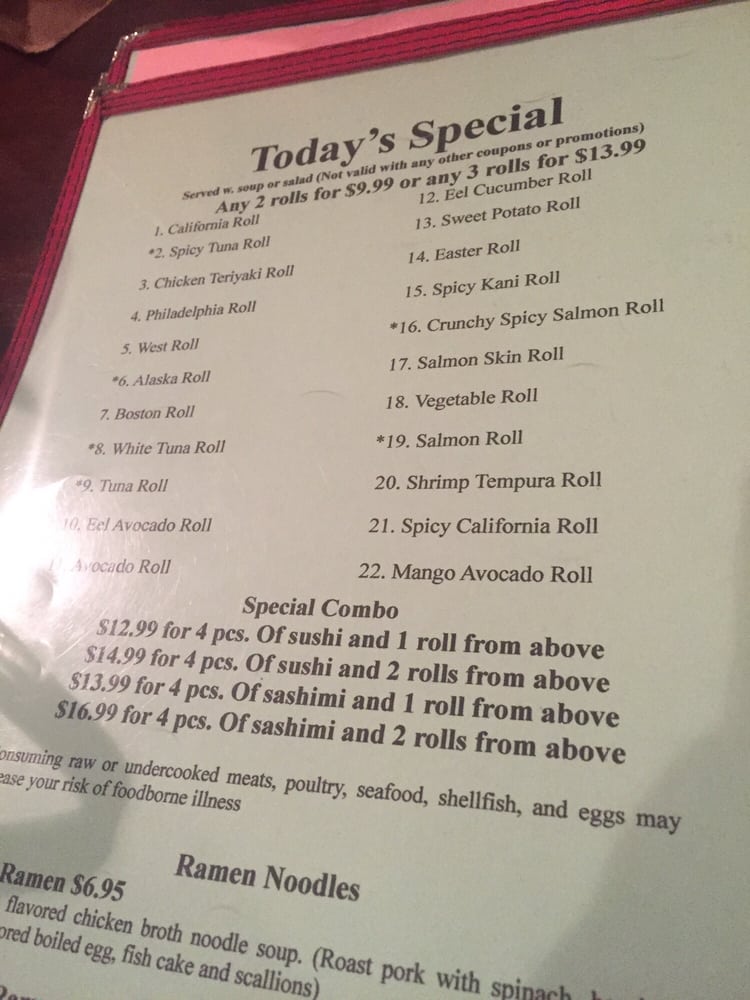 Today's Special
Served w. soup or salad (Not valid with any other coupons or promotions)
Any 2 rolls for $9.99 or any 3 rolls for $13.99
1. California Roll
*2. Spicy Tuna Roll
3. Chicken Teriyaki Roll
4. Philadelphia Roll
5. West Roll
*6. Alaska Roll
7. Boston Roll
*8. White Tuna Roll
*9. Tuna Roll
10. Eel Avocado Roll
11. Avocado Roll
12. Eel Cucumber Roll
13. Sweet Potato Roll
14. Easter Roll
15. Spicy Kani Roll
*16. Crunchy Spicy Salmon Roll
17. Salmon Skin Roll
18. Vegetable Roll
*19. Salmon Roll
20. Shrimp Tempura Roll
21. Spicy California Roll
22. Mango Avocado Roll
Special Combo
$12.99 for 4 pcs. Of sushi and 1 roll from above
$14.99 for 4 pcs. Of sushi and 2 rolls from above
$13.99 for 4 pcs. Of sashimi and 1 roll from above
$16.99 for 4 pcs. Of sashimi and 2 rolls from above
onsuming raw or undercooked meats, poultry, seafood, shellfish, and eggs may
ease your risk of foodborne illness
Ramen Noodles
Ramen $6.95
flavored chicken broth noodle soup. (Roast pork with spinach,
ored boiled egg, fish cake and scallions)